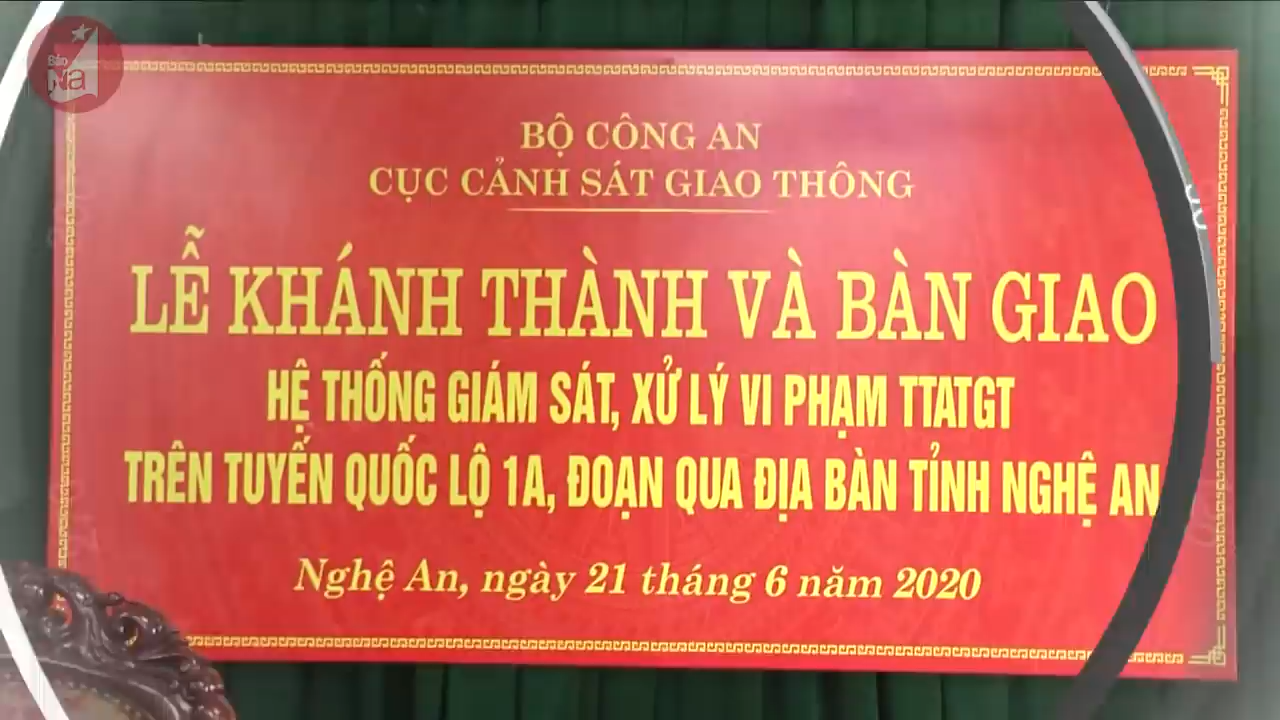 Báo
Na
BỘ CÔNG AN
CỤC CẢNH SÁT GIAO THÔNG
LỄ KHÁNH THÀNH VÀ BÀN GIAO
HỆ THỐNG GIÁM SÁT, XỬ LÝ VI PHẠM TTATGT
TRÊN TUYẾN QUỐC LỘ 1A, ĐOẠN QUA ĐỊA BÀN TỈNH NGHỆ AN
Nghệ An, ngày 21 tháng 6 năm 2020